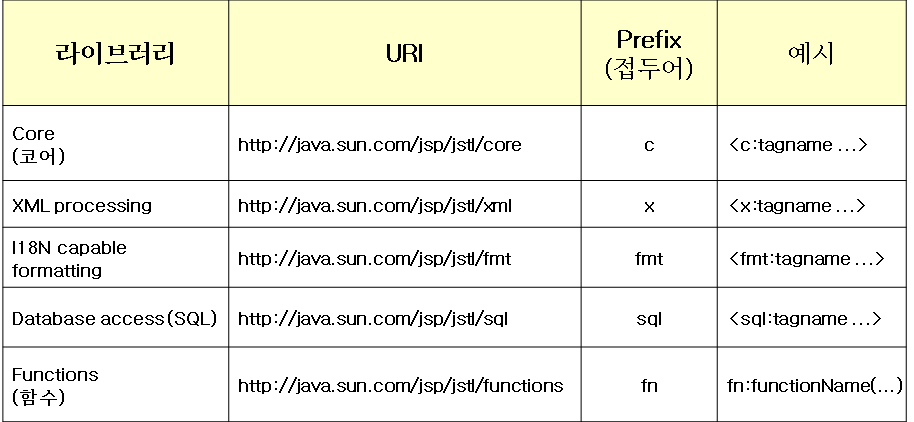 라이브러리 URI Prefix (접두어) 예시
Core
(코어) http://java.sun.com/jsp/jstl/core c <c:tagname ...>
XML processing http://java.sun.com/jsp/jstl/xml x <x:tagname ...>
I18N capable
formatting http://java.sun.com/jsp/jstl/fmt fmt <fmt:tagname ...>
Database access(SQL) http://java.sun.com/jsp/jstl/sql sql <sql:tagname ...>
Functions
(함수) http://java.sun.com/jsp/jstl/functions fn fn:functionName(...)